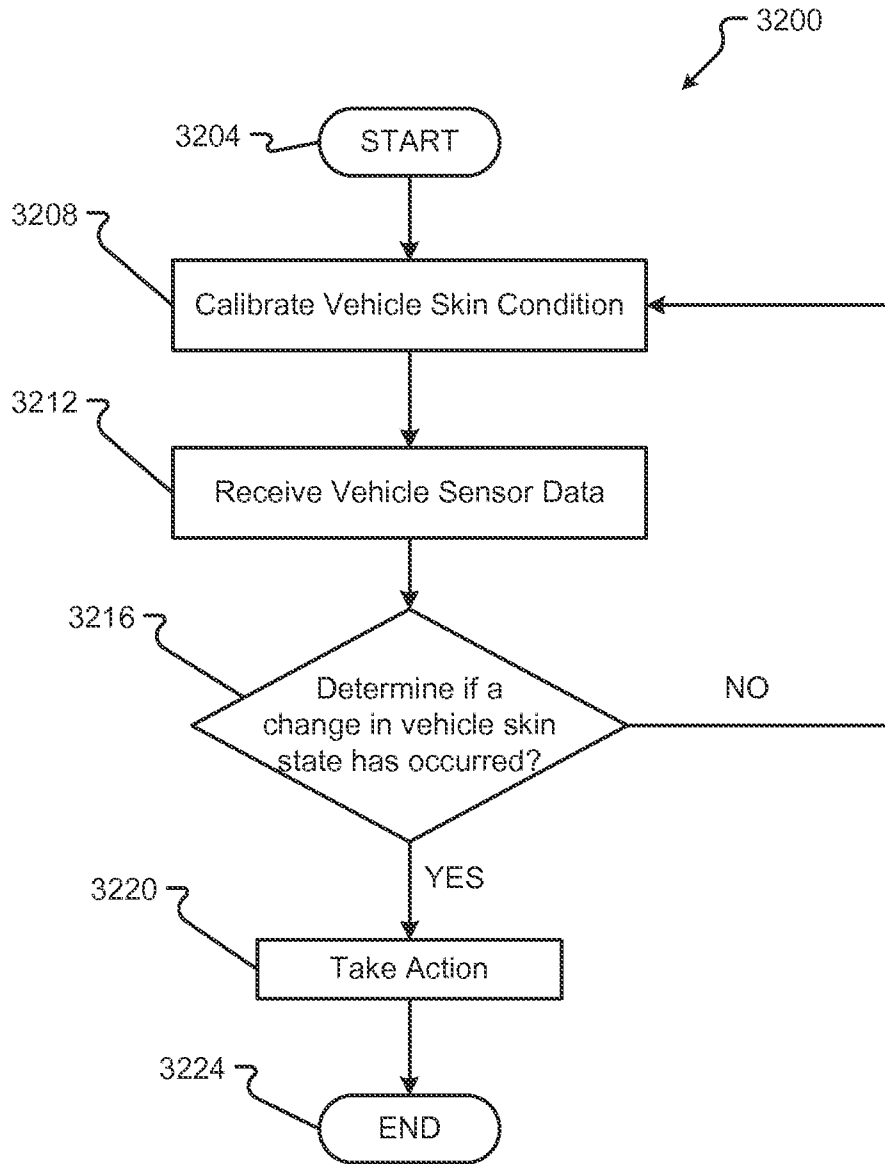 3200
3204
START
3208
Calibrate Vehicle Skin Condition
3212
Receive Vehicle Sensor Data
3216
Determine if a
change in vehicle skin
state has occurred?
NO
YES
3220
Take Action
3224
END